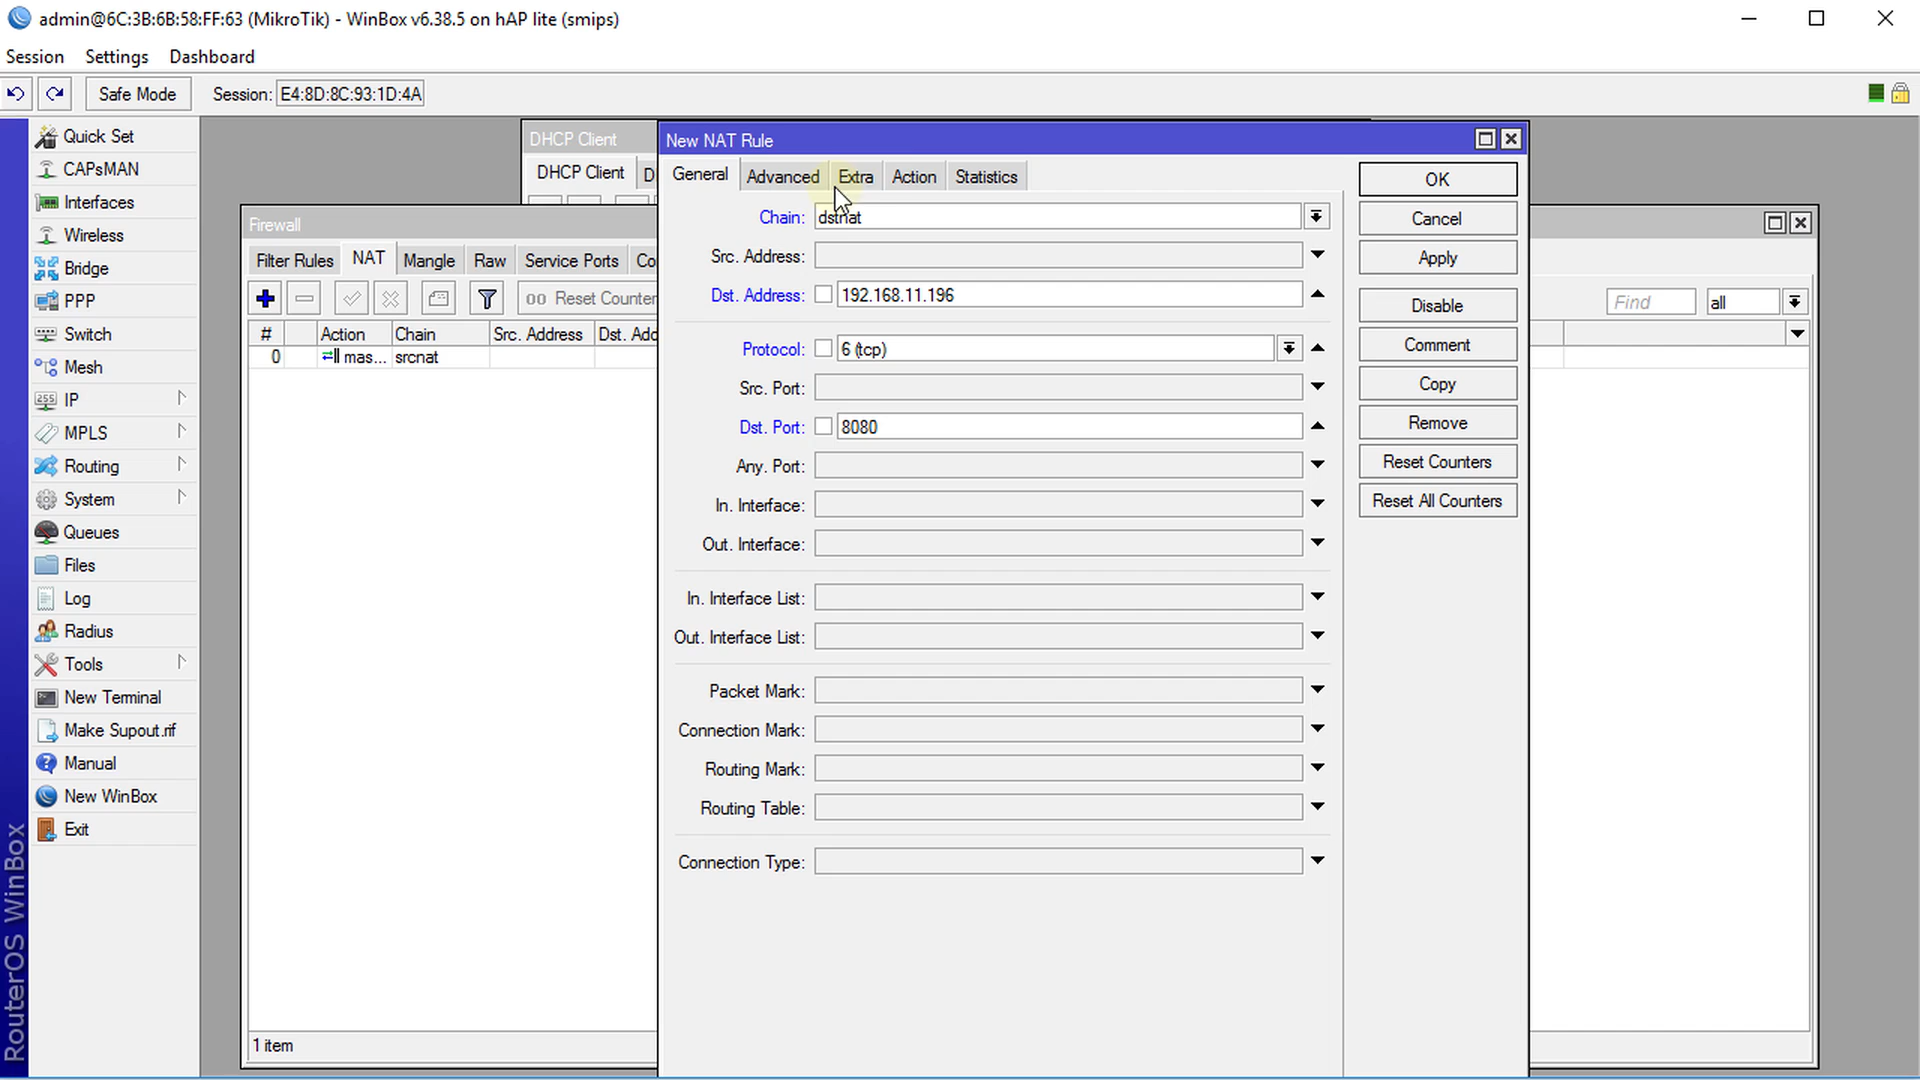 admin@6C:3B:6B:58:FF:63 (MikroTik) - WinBox v6.38.5 on hAP lite (smips)
Session Settings Dashboard
Safe Mode Session: E4:8D:8C:93:1D:4A
Quick Set
CAPsMAN
Interfaces
Wireless
Bridge
PPP
Switch
Mesh
255 IP
MPLS
Routing
System
Queues
Files
Log
Radius
Tools
New Terminal
Make Supout.rif
Manual
New WinBox
Exit
RouterOS WinBox
DHCP Client
DHCP Client D
Firewall
Filter Rules NAT Mangle Raw Service Ports Co
00 Reset Counter
Find all
# Action Chain Src. Address Dst. Add
0 mas... srcnat
1 item
New NAT Rule
General Advanced Extra Action Statistics
Chain: dstnat
Src. Address:
Dst. Address: 192.168.11.196
Protocol: 6 (tcp)
Src. Port:
Dst. Port: 8080
Any. Port:
In. Interface:
Out. Interface:
In. Interface List:
Out. Interface List:
Packet Mark:
Connection Mark:
Routing Mark:
Routing Table:
Connection Type:
OK
Cancel
Apply
Disable
Comment
Copy
Remove
Reset Counters
Reset All Counters